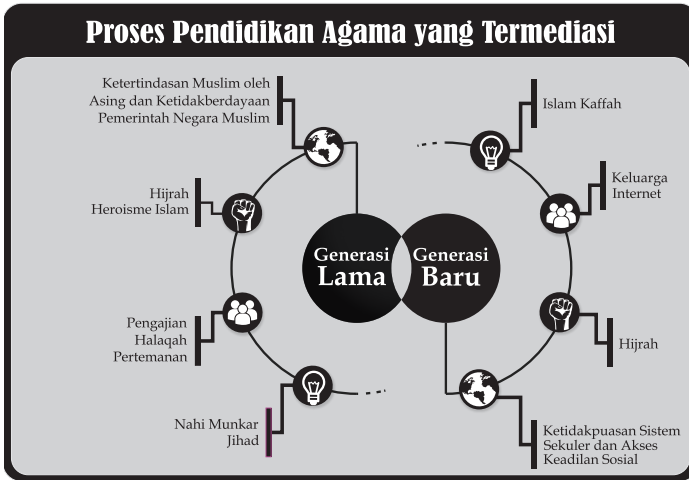 Proses Pendidikan Agama yang Termediasi
Ketertindasan Muslim oleh
Asing dan Ketidakberdayaan
Pemerintah Negara Muslim
Hijrah
Heroisme Islam
Pengajian
Halaqah
Pertemanan
Nahi Munkar
Jihad
Generasi
Lama
Generasi
Baru
Islam Kaffah
Keluarga
Internet
Hijrah
Ketidakpuasan Sistem
Sekuler dan Akses
Keadilan Sosial